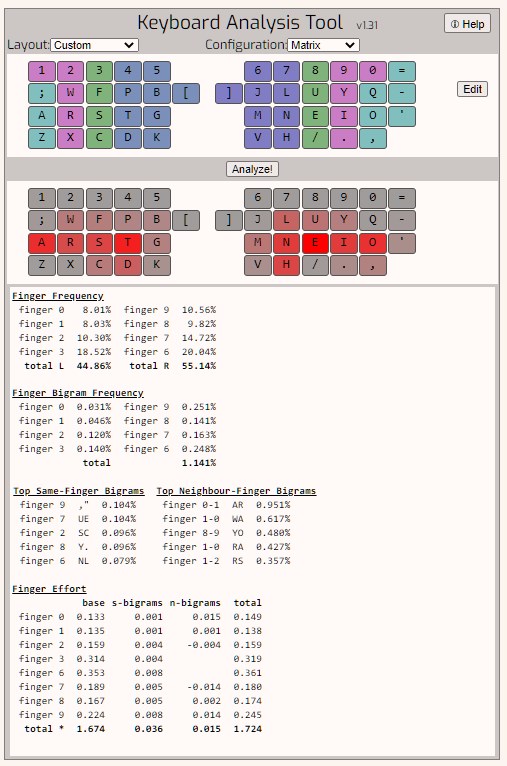 Keyboard Analysis Tool v1.31
ⓘ Help
Layout: Custom Configuration: Matrix
1 2 3 4 5 6 7 8 9 0 =
; W F P B [ ] J L U Y Q -
Edit
A R S T G M N E I O '
Z X C D K V H / . ,
Analyze!
1 2 3 4 5 6 7 8 9 0 =
; W F P B [ ] J L U Y Q -
A R S T G M N E I O '
Z X C D K V H / . ,
Finger Frequency
finger 0 8.01% finger 9 10.56%
finger 1 8.03% finger 8 9.82%
finger 2 10.30% finger 7 14.72%
finger 3 18.52% finger 6 20.04%
total L 44.86% total R 55.14%
Finger Bigram Frequency
finger 0 0.031% finger 9 0.251%
finger 1 0.046% finger 8 0.141%
finger 2 0.120% finger 7 0.163%
finger 3 0.140% finger 6 0.248%
total 1.141%
Top Same-Finger Bigrams Top Neighbour-Finger Bigrams
finger 9 ," 0.104% finger 0-1 AR 0.951%
finger 7 UE 0.104% finger 1-0 WA 0.617%
finger 2 SC 0.096% finger 8-9 YO 0.480%
finger 8 Y. 0.096% finger 1-0 RA 0.427%
finger 6 NL 0.079% finger 1-2 RS 0.357%
Finger Effort
base s-bigrams n-bigrams total
finger 0 0.133 0.001 0.015 0.149
finger 1 0.135 0.001 0.001 0.138
finger 2 0.159 0.004 -0.004 0.159
finger 3 0.314 0.004 0.319
finger 6 0.353 0.008 0.361
finger 7 0.189 0.005 -0.014 0.180
finger 8 0.167 0.005 0.002 0.174
finger 9 0.224 0.008 0.014 0.245
total * 1.674 0.036 0.015 1.724